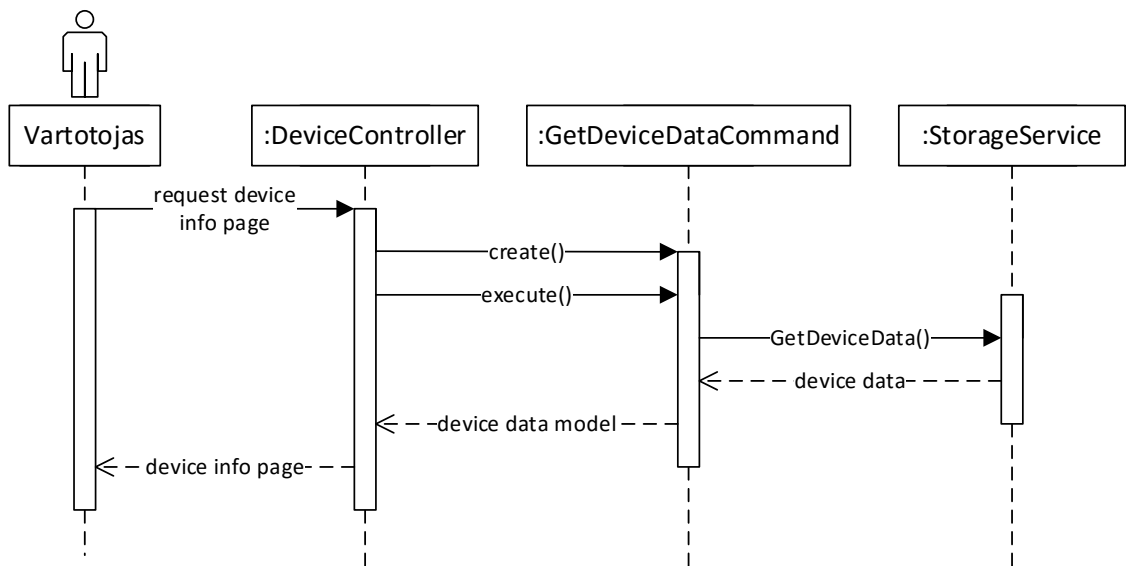 Vartotojas
:DeviceController
:GetDeviceDataCommand
:StorageService
request device
info page
create()
execute()
GetDeviceData()
device data
device data model
device info page